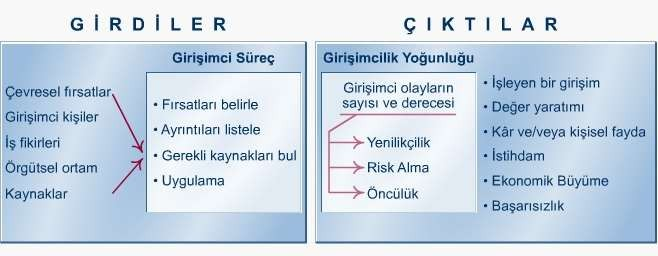 GİRDİLER
Çevresel fırsatlar
Girişimci kişiler
İş fikirleri
Örgütsel ortam
Kaynaklar
Girişimci Süreç
• Fırsatları belirle
• Ayrıntıları listele
• Gerekli kaynakları bul
• Uygulama
ÇIKTILAR
Girişimcilik Yoğunluğu
Girişimci olayların
sayısı ve derecesi
Yenilikçilik
Risk Alma
Öncülük
• İşleyen bir girişim
• Değer yaratımı
• Kâr ve/veya kişisel fayda
• İstihdam
• Ekonomik Büyüme
• Başarısızlık